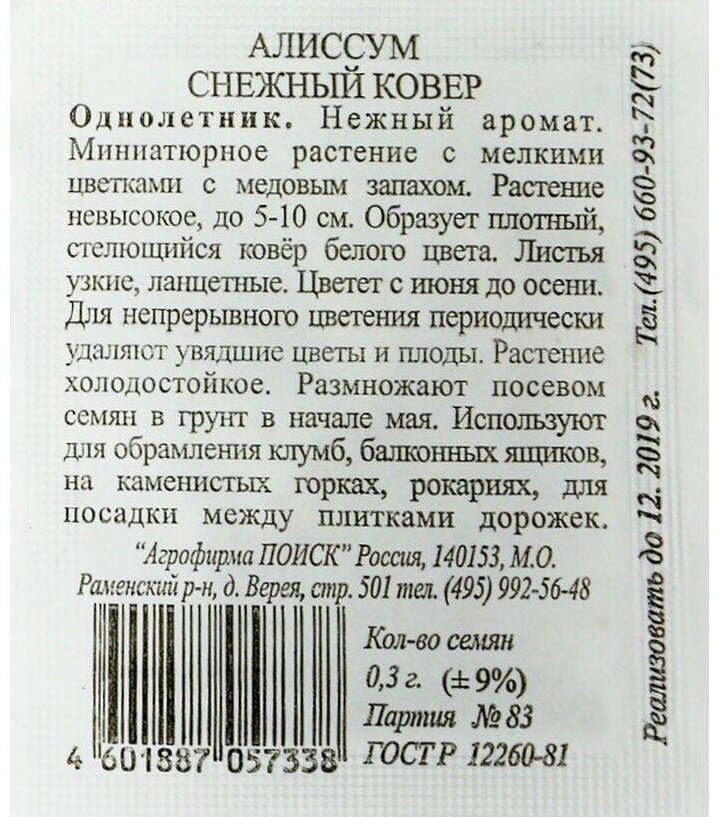 АЛИССУМ
СНЕЖНЫЙ КОВЕР
Однолетник. Нежный аромат.
Миниатюрное растение с мелкими
цветками с медовым запахом. Растение
невысокое, до 5-10 см. Образует плотный,
стелющийся ковёр белого цвета. Листья
узкие, ланцетные. Цветет с июня до осени.
Для непрерывного цветения периодически
удаляют увядшие цветы и плоды. Растение
холодостойкое. Размножают посевом
семян в грунт в начале мая. Используют
для обрамления клумб, балконных ящиков,
на каменистых горках, рокариях, для
посадки между плитками дорожек.
"Агрофирма ПОИСК" Россия, 140153, М.О.
Раменский р-н, д. Верея, стр. 501 тел. (495) 992-56-48
Кол-во семян
0,3 г. (±9%)
Партия №83
ГОСТ Р 12260-81
4 601887 057338
Реализовать до 12. 2019 г. Тел.(495) 660-93-72(73)